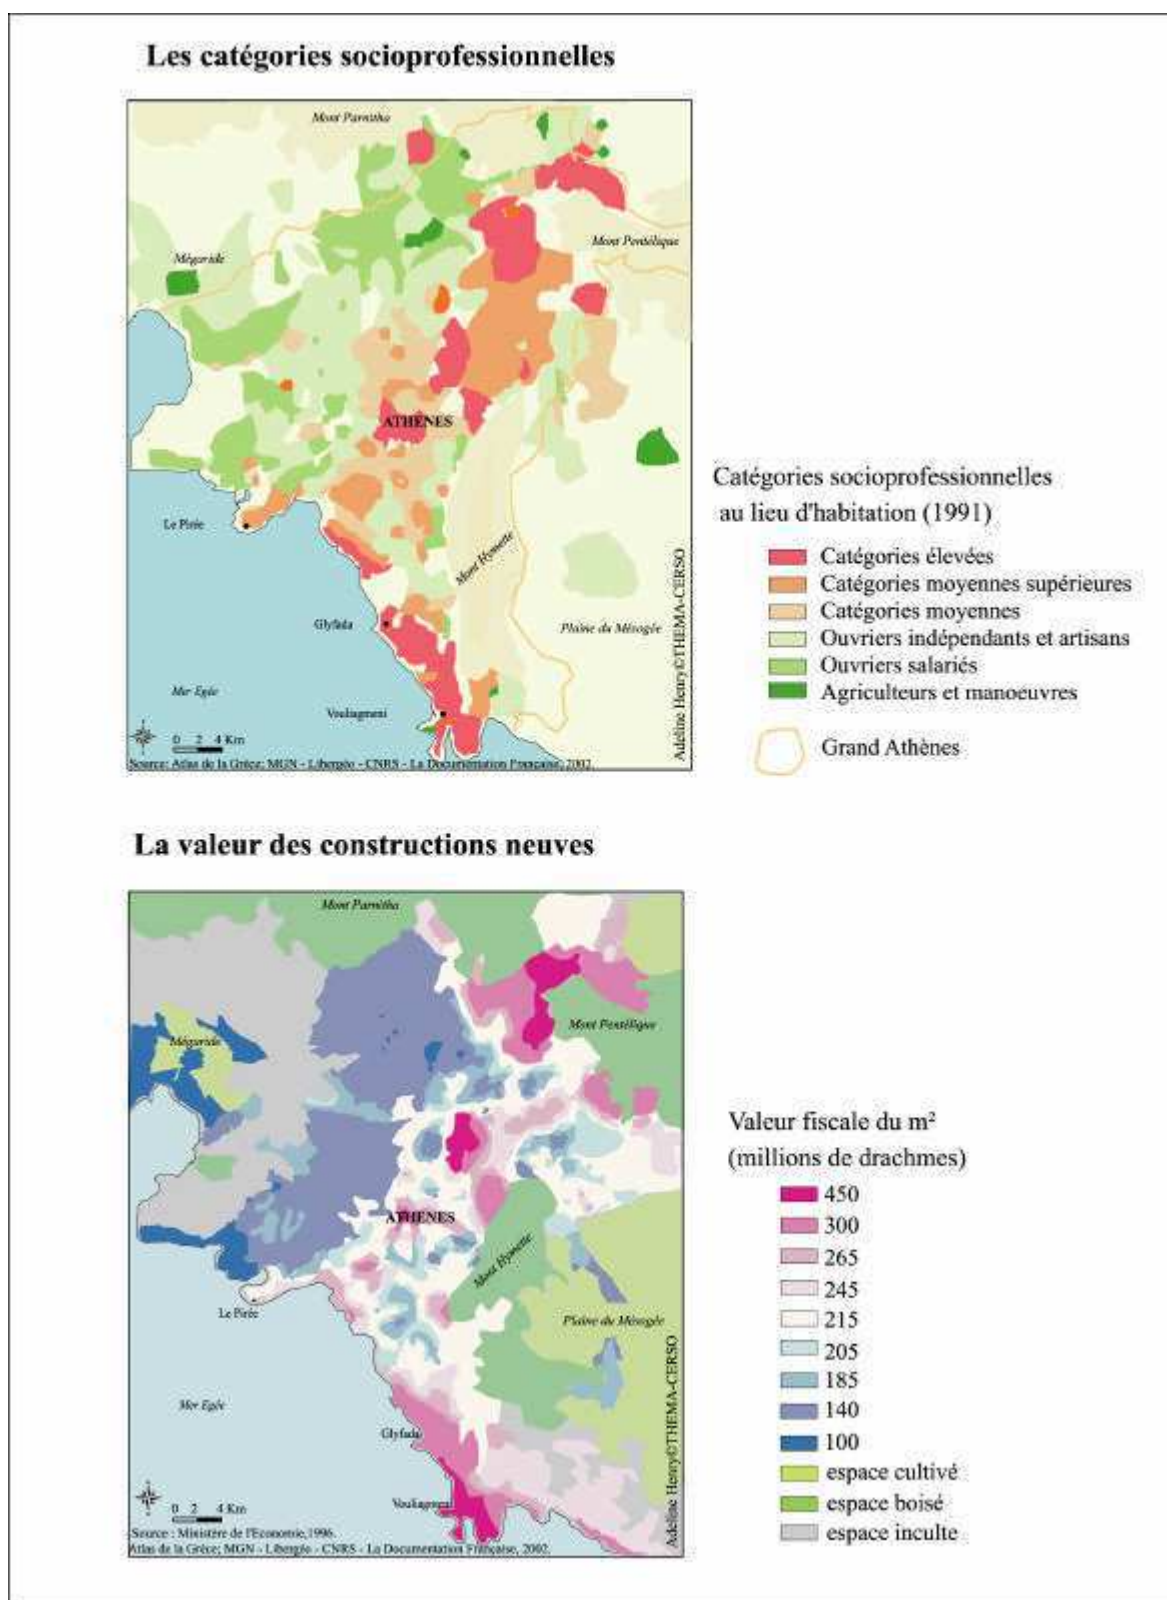 Les catégories socioprofessionnelles
Mont Parnitha
Mont Pentélique
Mégaride
ATHENES
Le Pirée
Mont Hymette
Glyfada
Plaine du Mésogée
Mer Egée
Vouliagmeni
0 2 4 Km
Source: Atlas de la Grèce; MGN - Libergéo - CNRS - La Documentation Française, 2002.
Adeline Henry©THEMA-CERSO
Catégories socioprofessionnelles
au lieu d'habitation (1991)
Catégories élevées
Catégories moyennes supérieures
Catégories moyennes
Ouvriers indépendants et artisans
Ouvriers salariés
Agriculteurs et manoeuvres
Grand Athènes
La valeur des constructions neuves
Mont Parnitha
Mont Pentélique
Mégaride
ATHENES
Mont Hymette
Le Pirée
Plaine du Mésogée
Mer Egée
Glyfada
Vouliagmeni
0 2 4 Km
Source : Ministère de l'Economie,1996.
Atlas de la Grèce; MGN - Libergéo - CNRS - La Documentation Française, 2002.
Adeline Henry©THEMA-CERSO
Valeur fiscale du m²
(millions de drachmes)
450
300
265
245
215
205
185
140
100
espace cultivé
espace boisé
espace inculte